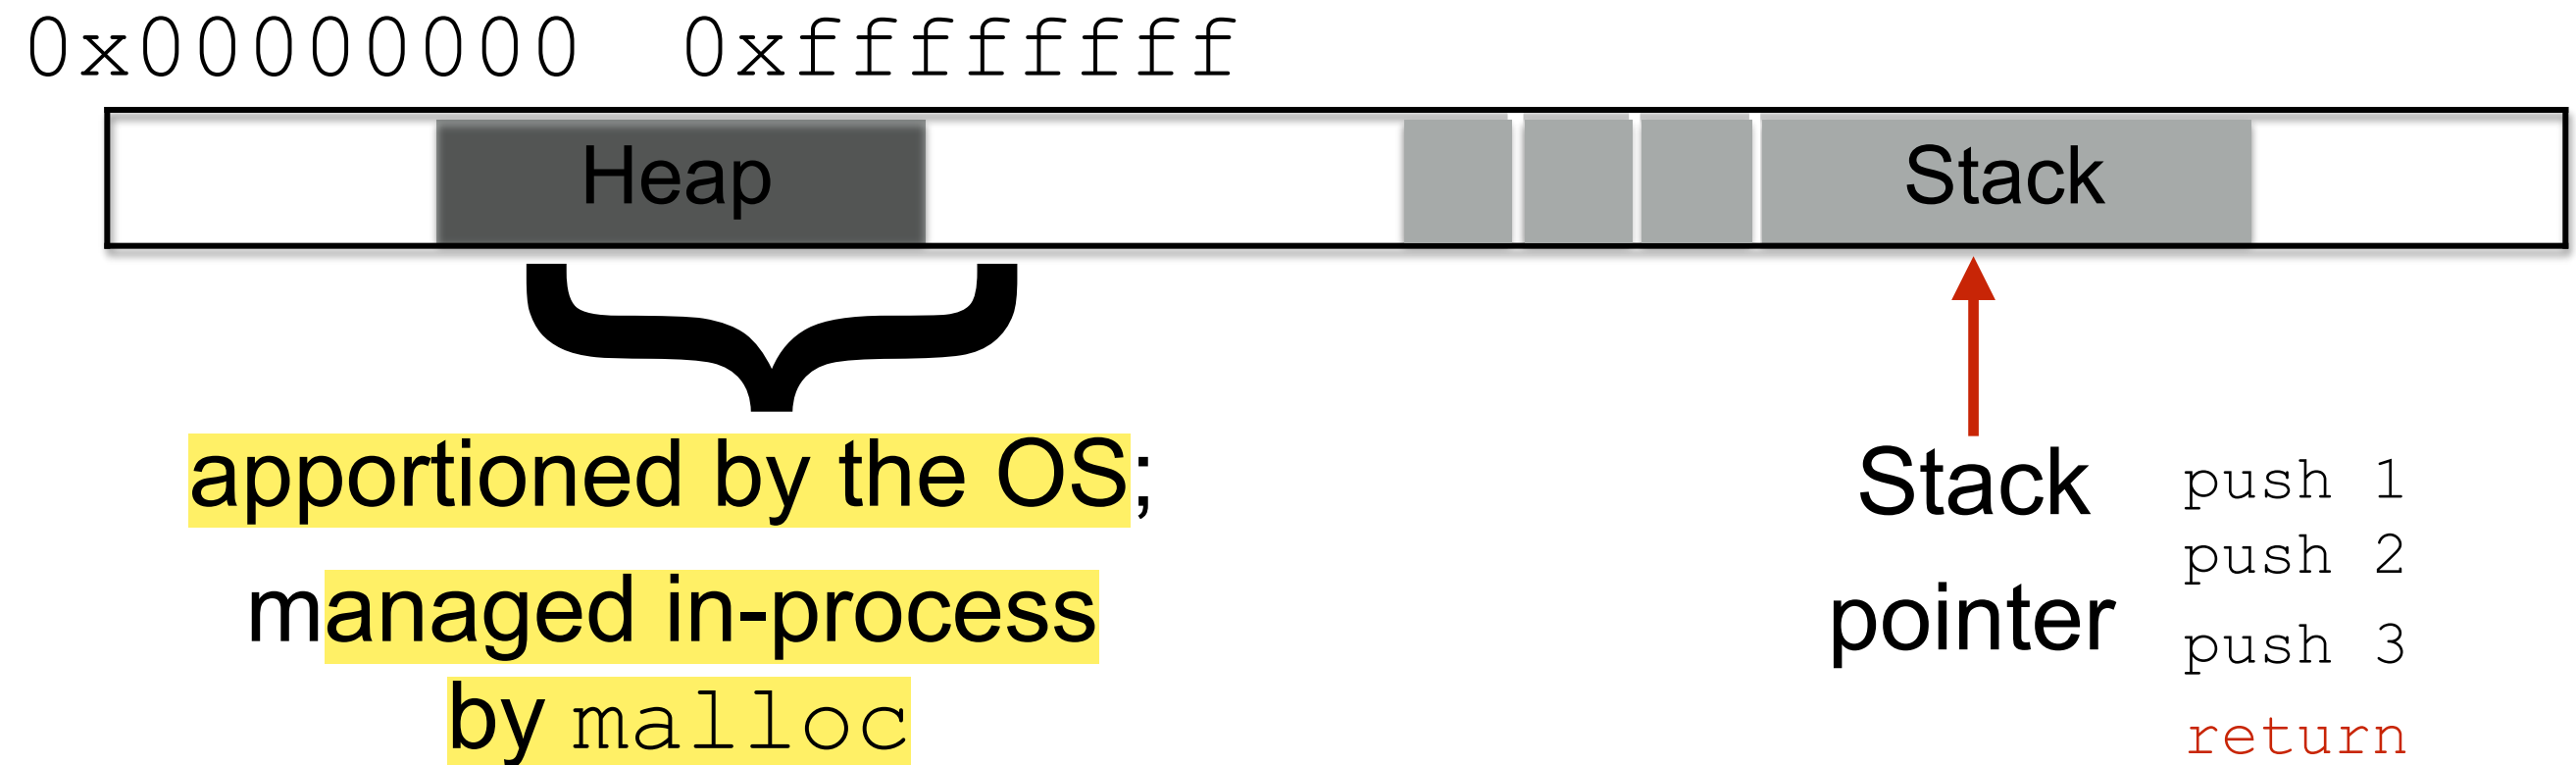 0x00000000 0xffffffff
Heap
Stack
apportioned by the OS;
managed in-process
by malloc
Stack
pointer
push 1
push 2
push 3
return